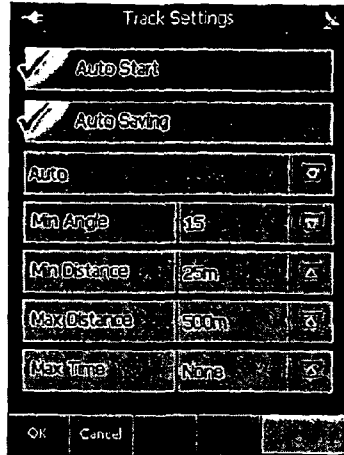 Track Settings
Auto Start
Auto Saving
Auto
Min Angle 15
Min Distance 25m
Max Distance 500m
Max Time None
OK Cancel